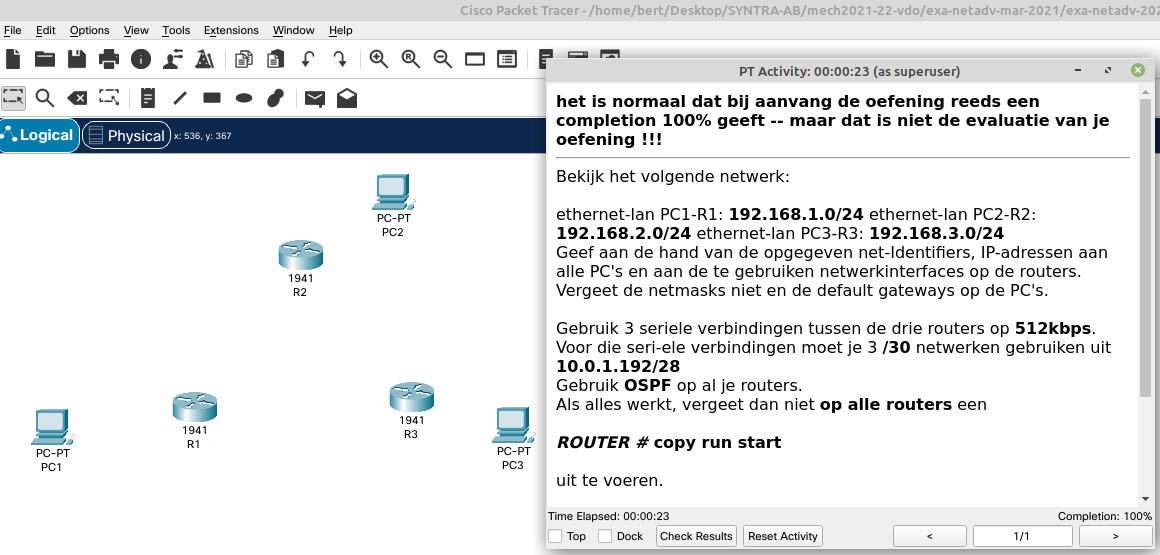 Cisco Packet Tracer - /home/bert/Desktop/SYNTRA-AB/mech2021-22-vdo/exa-netadv-mar-2021/exa-netadv-202
File Edit Options View Tools Extensions Window Help
Logical Physical x: 536, y: 367
PC-PT
PC2
1941
R2
1941
R1
1941
R3
PC-PT
PC1
PC-PT
PC3
PT Activity: 00:00:23 (as superuser)
het is normaal dat bij aanvang de oefening reeds een
completion 100% geeft -- maar dat is niet de evaluatie van je
oefening !!!
Bekijk het volgende netwerk:
ethernet-lan PC1-R1: 192.168.1.0/24 ethernet-lan PC2-R2:
192.168.2.0/24 ethernet-lan PC3-R3: 192.168.3.0/24
Geef aan de hand van de opgegeven net-Identifiers, IP-adressen aan
alle PC's en aan de te gebruiken netwerkinterfaces op de routers.
Vergeet de netmasks niet en de default gateways op de PC's.
Gebruik 3 seriele verbindingen tussen de drie routers op 512kbps.
Voor die seri-ele verbindingen moet je 3 /30 netwerken gebruiken uit
10.0.1.192/28
Gebruik OSPF op al je routers.
Als alles werkt, vergeet dan niet op alle routers een
ROUTER # copy run start
uit te voeren.
Time Elapsed: 00:00:23 Completion: 100%
Top Dock Check Results Reset Activity < 1/1 >